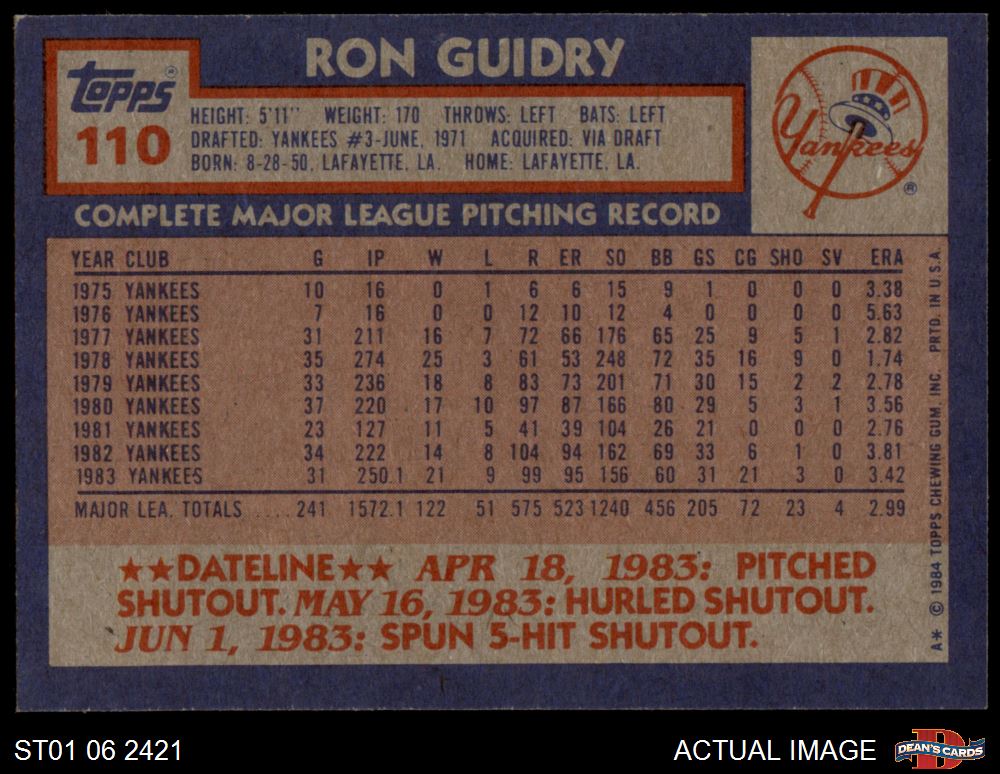 RON GUIDRY
Topps®
110
HEIGHT: 5'11" WEIGHT: 170 THROWS: LEFT BATS: LEFT
DRAFTED: YANKEES #3-JUNE, 1971 ACQUIRED: VIA DRAFT
BORN: 8-28-50, LAFAYETTE, LA. HOME: LAFAYETTE, LA.
Yankees®
COMPLETE MAJOR LEAGUE PITCHING RECORD
YEAR CLUB G IP W L R ER SO BB GS CG SHO SV ERA
1975 YANKEES 10 16 0 1 6 6 15 9 1 0 0 0 3.38
1976 YANKEES 7 16 0 0 12 10 12 4 0 0 0 0 5.63
1977 YANKEES 31 211 16 7 72 66 176 65 25 9 5 1 2.82
1978 YANKEES 35 274 25 3 61 53 248 72 35 16 9 0 1.74
1979 YANKEES 33 236 18 8 83 73 201 71 30 15 2 2 2.78
1980 YANKEES 37 220 17 10 97 87 166 80 29 5 3 1 3.56
1981 YANKEES 23 127 11 5 41 39 104 26 21 0 0 0 2.76
1982 YANKEES 34 222 14 8 104 94 162 69 33 6 1 0 3.81
1983 YANKEES 31 250.1 21 9 99 95 156 60 31 21 3 0 3.42
MAJOR LEA. TOTALS .... 241 1572.1 122 51 575 523 1240 456 205 72 23 4 2.99
★★DATELINE★★ APR 18, 1983: PITCHED
SHUTOUT. MAY 16, 1983: HURLED SHUTOUT.
JUN 1, 1983: SPUN 5-HIT SHUTOUT.
A* © 1984 TOPPS CHEWING GUM, INC. PRTD. IN U.S.A.
ST01 06 2421
ACTUAL IMAGE
D
DEAN'S CARDS